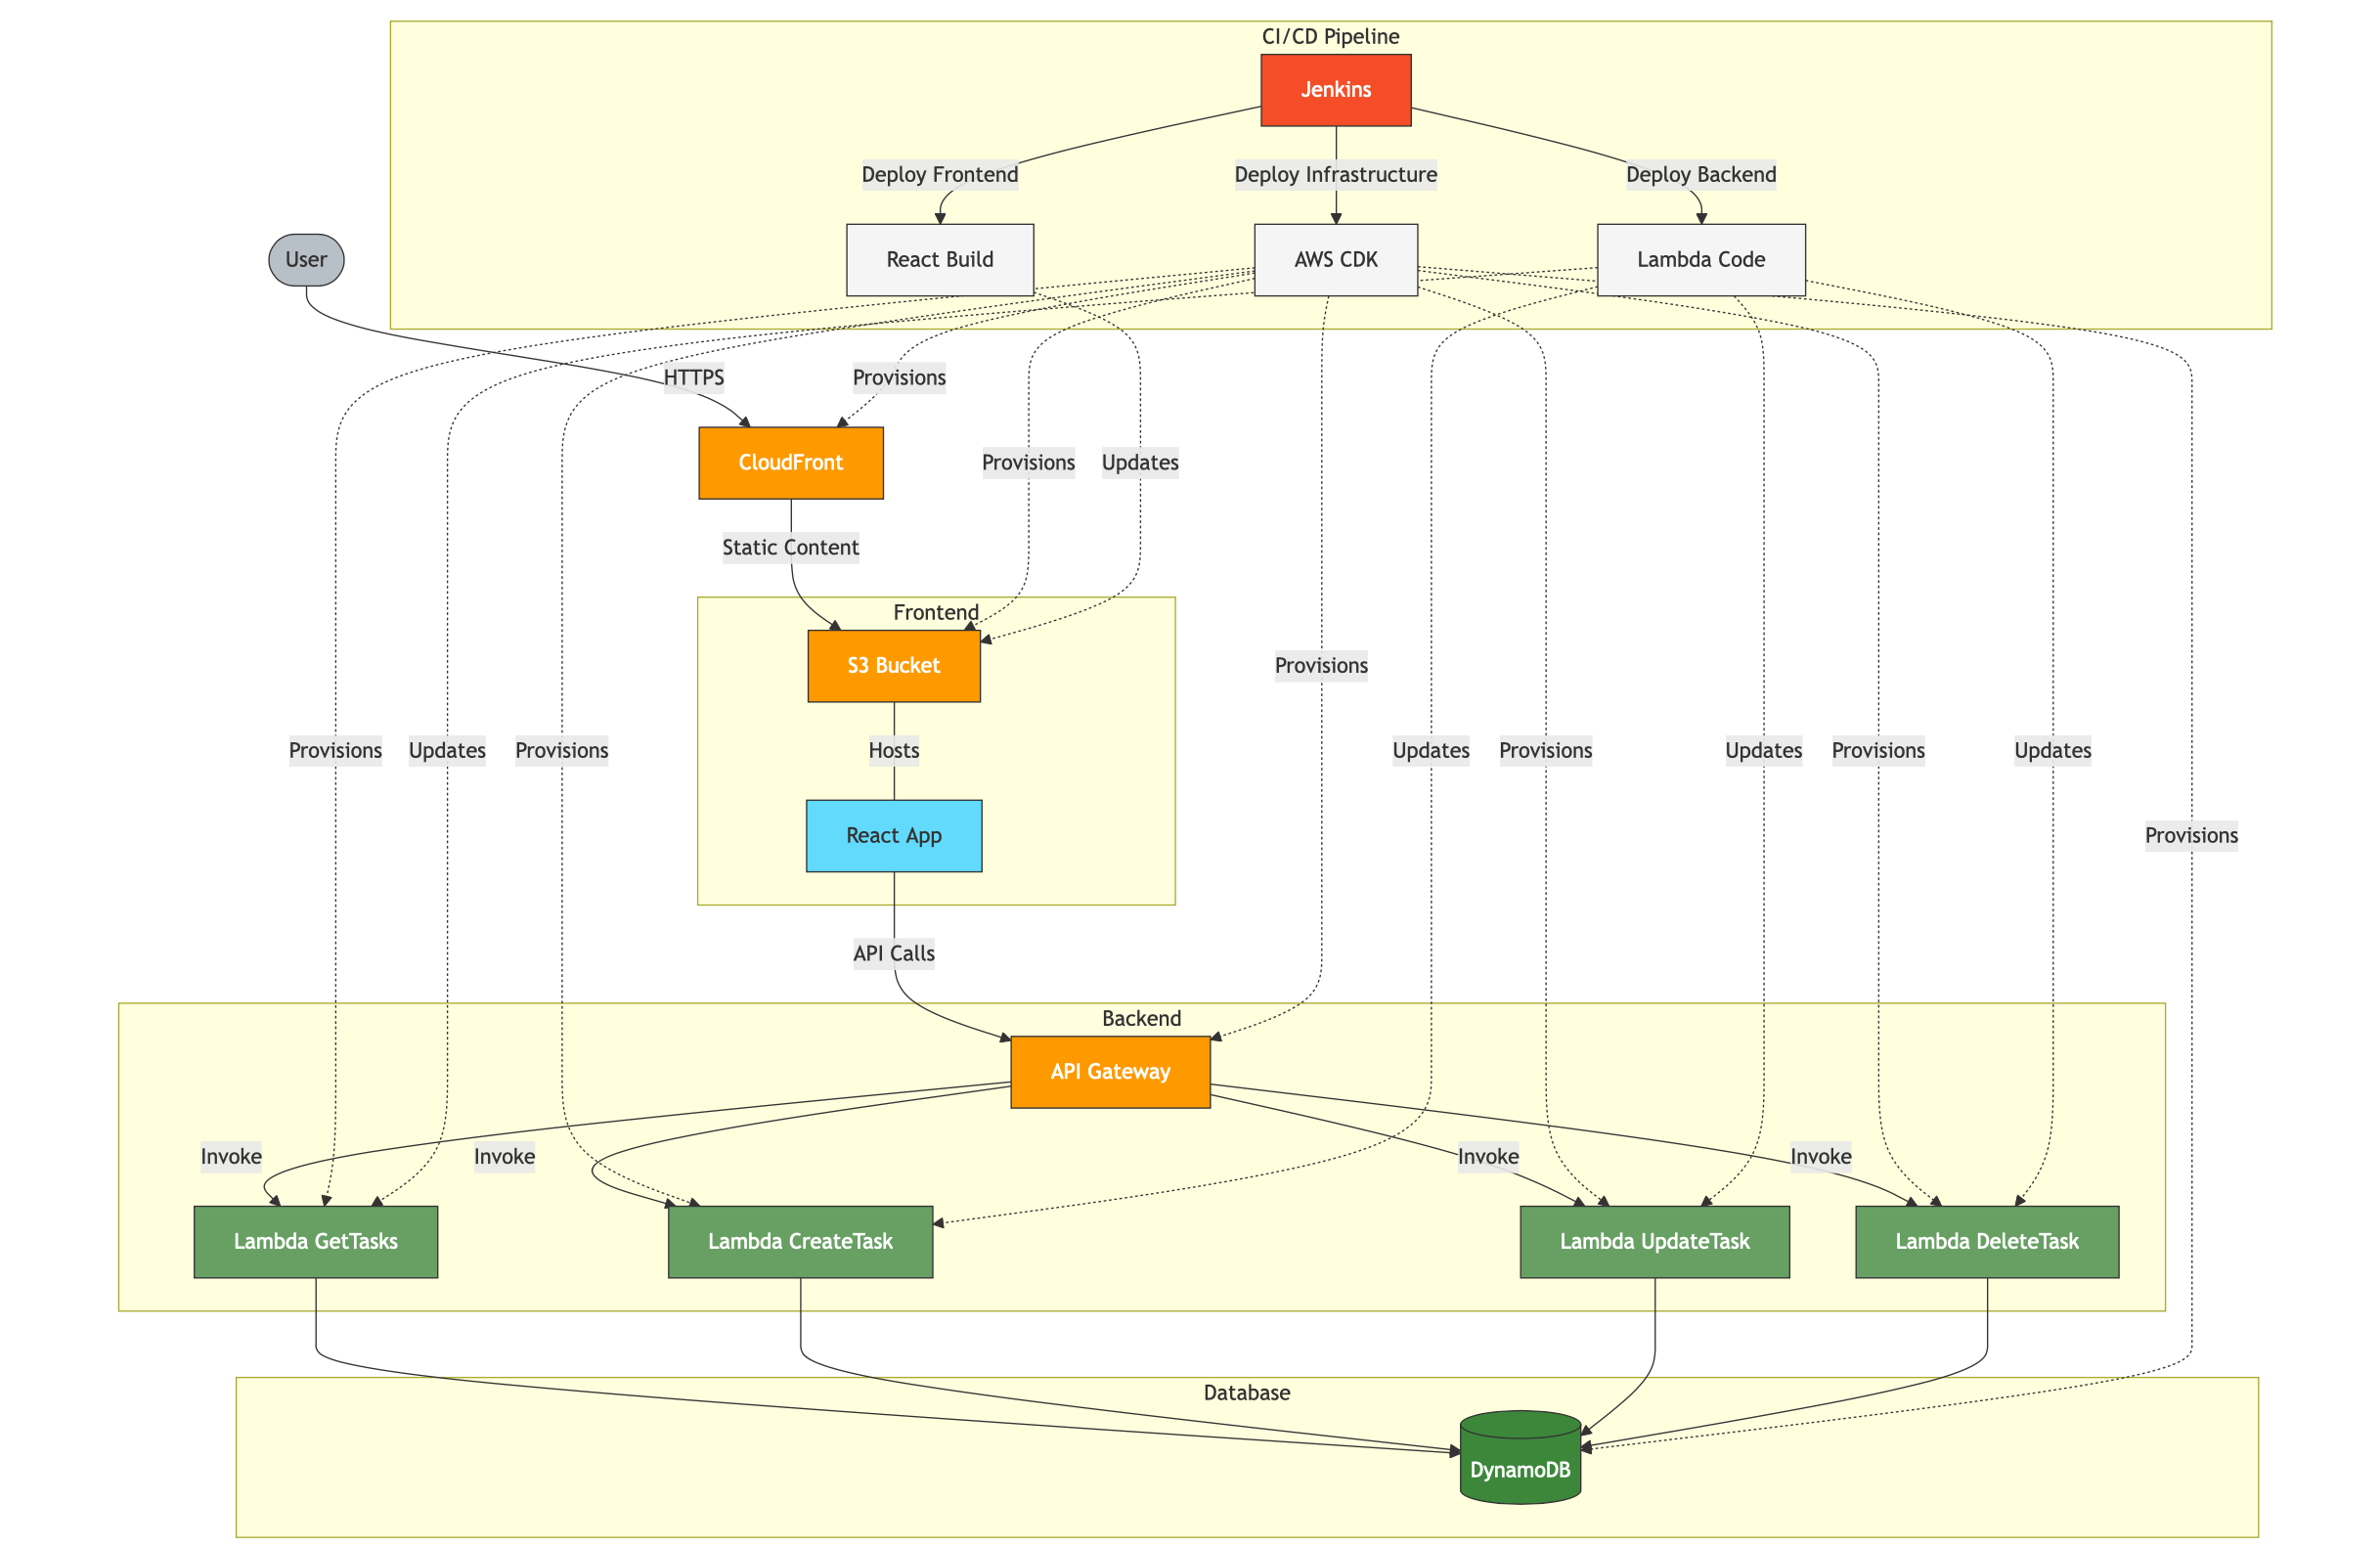 CI/CD Pipeline
Jenkins
Deploy Frontend
Deploy Infrastructure
Deploy Backend
User
React Build
AWS CDK
Lambda Code
HTTPS
Provisions
CloudFront
Provisions
Updates
Static Content
Frontend
S3 Bucket
Provisions
Provisions
Updates
Provisions
Hosts
Updates
Provisions
Updates
Provisions
Updates
React App
Provisions
API Calls
Backend
API Gateway
Invoke
Invoke
Invoke
Invoke
Lambda GetTasks
Lambda CreateTask
Lambda UpdateTask
Lambda DeleteTask
Database
DynamoDB